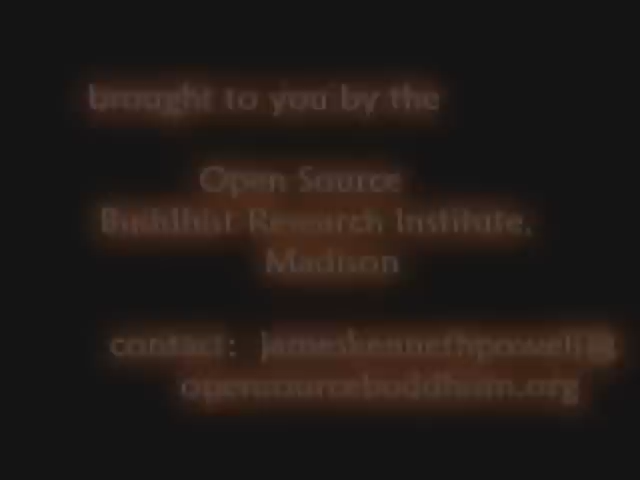 brought to you by the
Open Source
Buddhist Research Institute,
Madison
contact: jameskennethpowell@
opensourcebuddhism.org